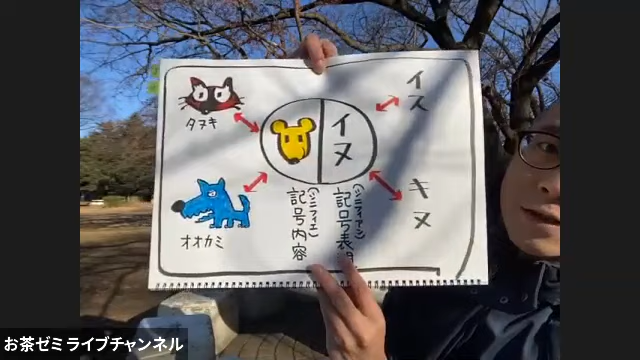 タヌキ
オオカミ
イヌ
イス
キヌ
(シニフィエ)
記号内容
(シニフィアン)
記号表
お茶ゼミライブチャンネル